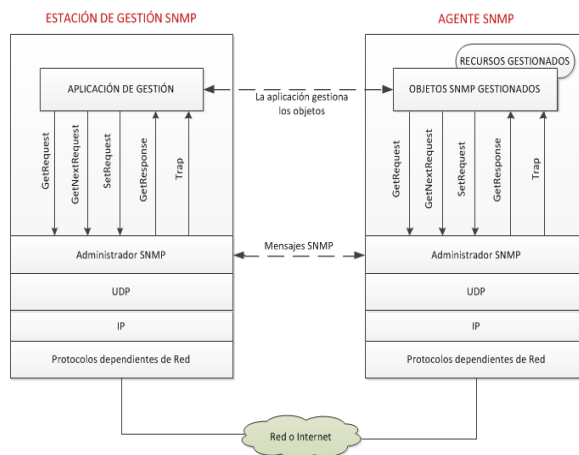 ESTACIÓN DE GESTIÓN SNMP
AGENTE SNMP
RECURSOS GESTIONADOS
APLICACIÓN DE GESTIÓN
La aplicación gestiona
los objetos
OBJETOS SNMP GESTIONADOS
GetRequest
GetNextRequest
SetRequest
GetResponse
Trap
GetRequest
GetNextRequest
SetRequest
GetResponse
Trap
Administrador SNMP
Mensajes SNMP
Administrador SNMP
UDP
UDP
IP
IP
Protocolos dependientes de Red
Protocolos dependientes de Red
Red o Internet